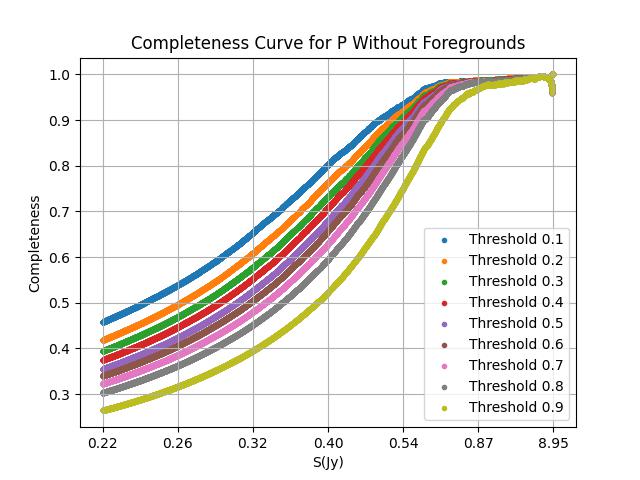 Completeness Curve for P Without Foregrounds
1.0
0.9
0.8
0.7
0.6
0.5
0.4
0.3
Completeness
Threshold 0.1
Threshold 0.2
Threshold 0.3
Threshold 0.4
Threshold 0.5
Threshold 0.6
Threshold 0.7
Threshold 0.8
Threshold 0.9
0.22 0.26 0.32 0.40 0.54 0.87 8.95
S(Jy)